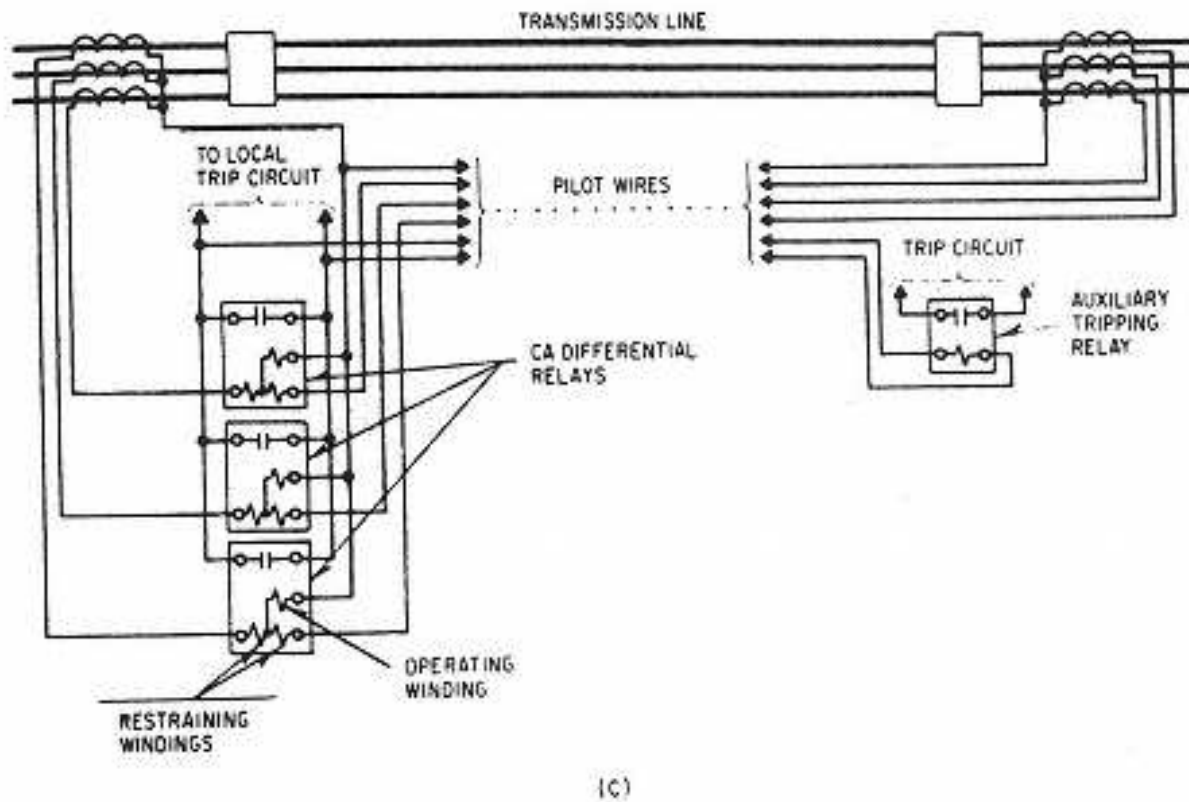 TRANSMISSION LINE
TO LOCAL
TRIP CIRCUIT
PILOT WIRES
TRIP CIRCUIT
AUXILIARY
TRIPPING
RELAY
CA DIFFERENTIAL
RELAYS
OPERATING
WINDING
RESTRAINING
WINDINGS
(C)